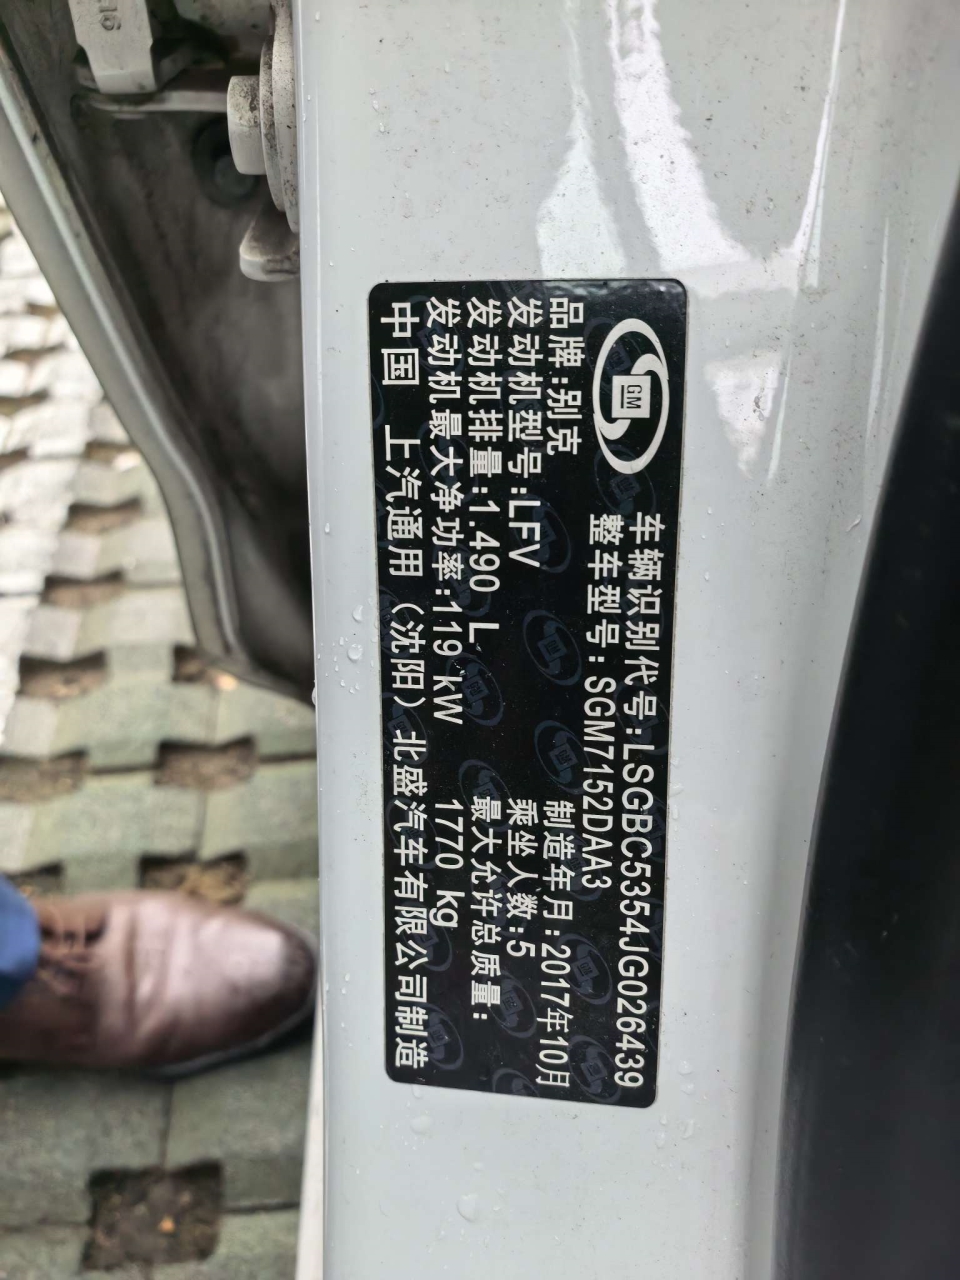 GM
车辆识别代号:LSGBC5354JG026439
整车型号:SGM7152DAA3
品牌:别克
制造年月:2017年10月
发动机型号:LFV
乘坐人数:5
发动机排量:1.490 L
最大允许总质量:
发动机最大净功率:119 kW
1770 kg
中国 上汽通用（沈阳）北盛汽车有限公司制造